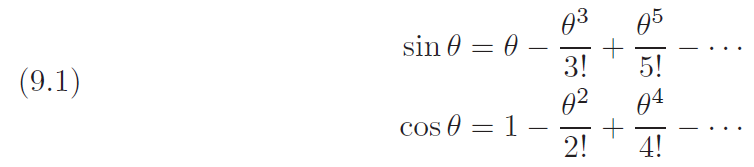 sin θ = θ − θ³/3! + θ⁵/5! − ···
(9.1)
cos θ = 1 − θ²/2! + θ⁴/4! − ···